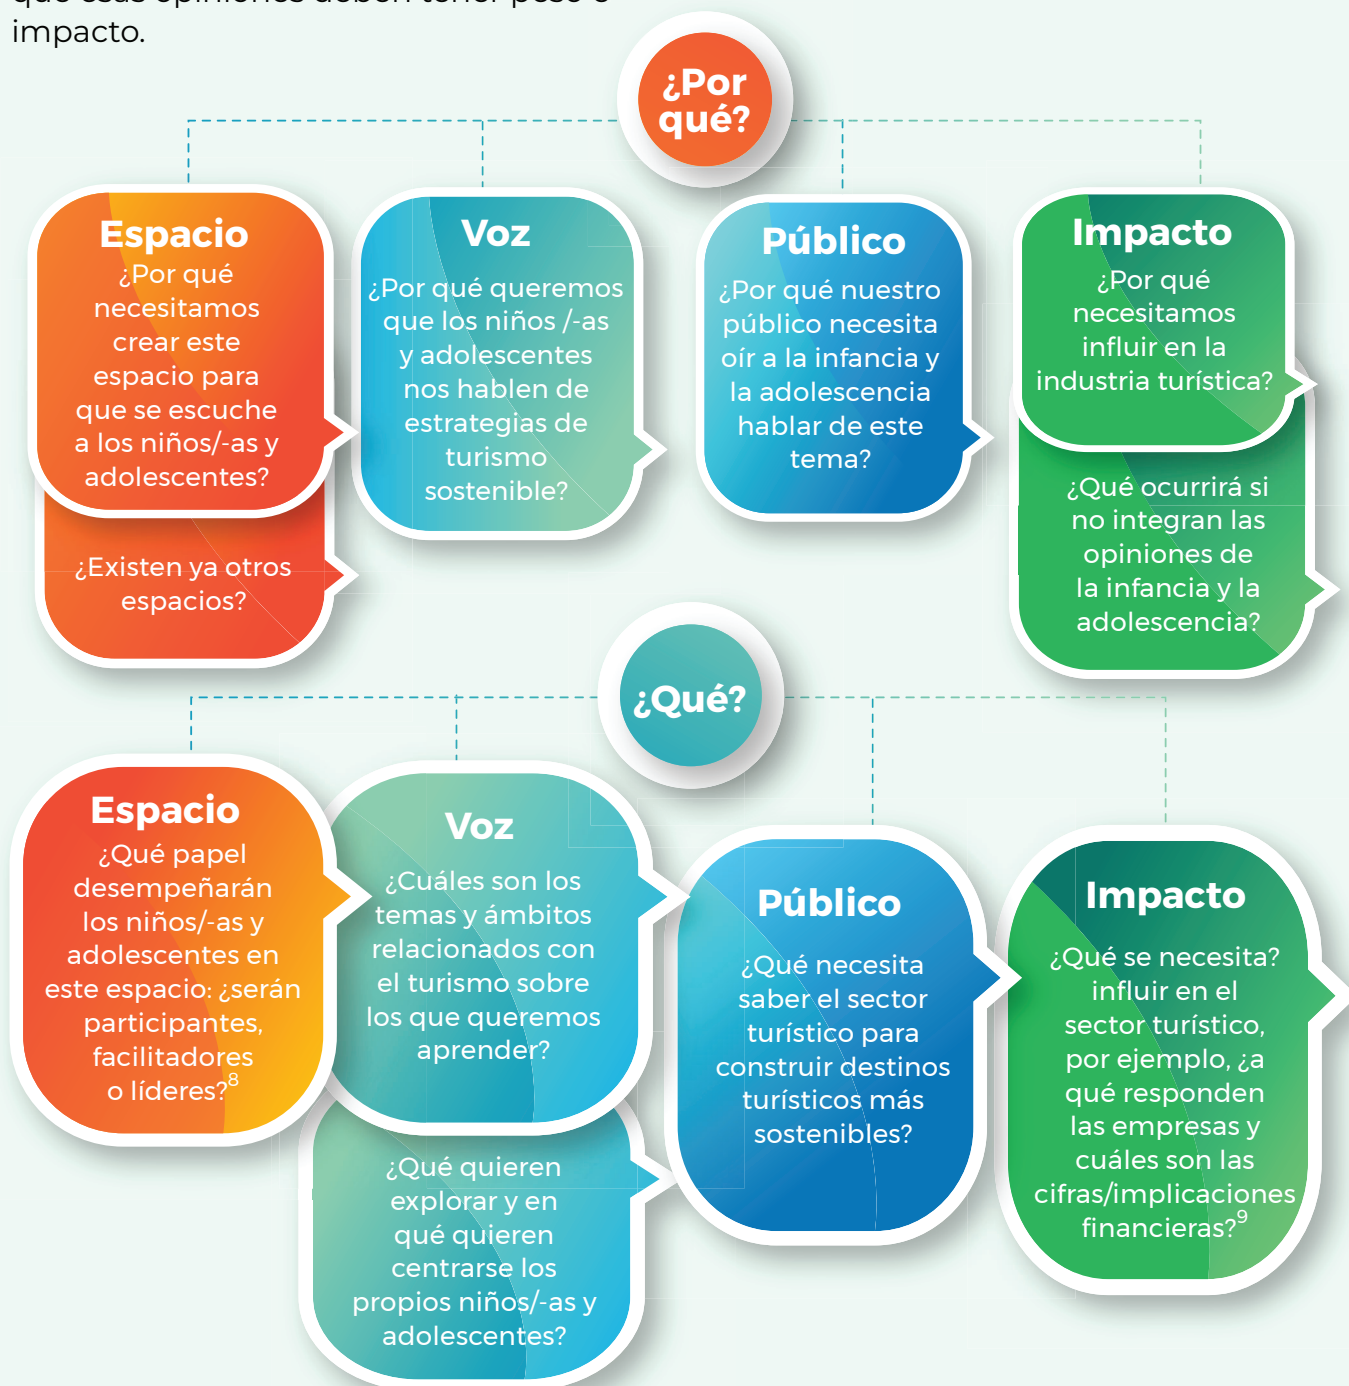 que esas opiniones deben tener peso o
impacto.
¿Por
qué?
Espacio
¿Por qué
necesitamos
crear este
espacio para
que se escuche
a los niños/-as y
adolescentes?
¿Existen ya otros
espacios?
Voz
¿Por qué queremos
que los niños /-as
y adolescentes
nos hablen de
estrategias de
turismo
sostenible?
Público
¿Por qué nuestro
público necesita
oír a la infancia y
la adolescencia
hablar de este
tema?
Impacto
¿Por qué
necesitamos
influir en la
industria turística?
¿Qué ocurrirá si
no integran las
opiniones de
la infancia y la
adolescencia?
¿Qué?
Espacio
¿Qué papel
desempeñarán
los niños/-as y
adolescentes en
este espacio: ¿serán
participantes,
facilitadores
o líderes?8
Voz
¿Cuáles son los
temas y ámbitos
relacionados con
el turismo sobre
los que queremos
aprender?
¿Qué quieren
explorar y en
qué quieren
centrarse los
propios niños/-as y
adolescentes?
Público
¿Qué necesita
saber el sector
turístico para
construir destinos
turísticos más
sostenibles?
Impacto
¿Qué se necesita?
influir en el
sector turístico,
por ejemplo, ¿a
qué responden
las empresas y
cuáles son las
cifras/implicaciones
financieras?9